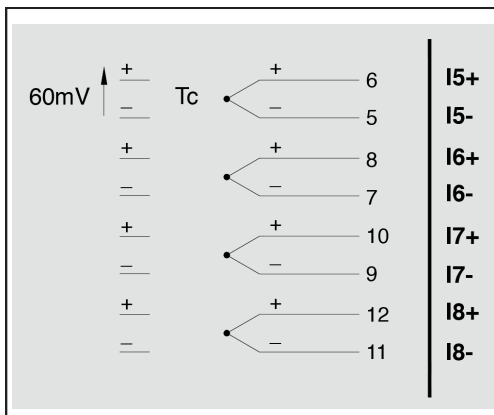 + + 6 I5+
60mV Tc
– – 5 I5-
+ + 8 I6+
– – 7 I6-
+ + 10 I7+
– – 9 I7-
+ + 12 I8+
– – 11 I8-